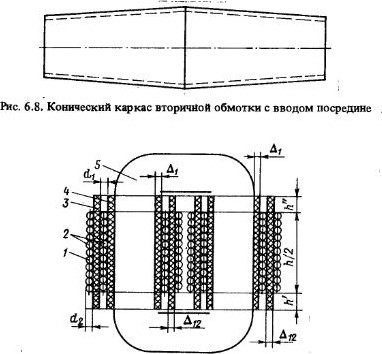 Рис. 6.8. Конический каркас вторичной обмотки с вводом посредине
5
Δ₁
Δ₁
d₁
4
3
h″
2
h/2
1
h′
d₂
Δ₁₂
Δ₁₂